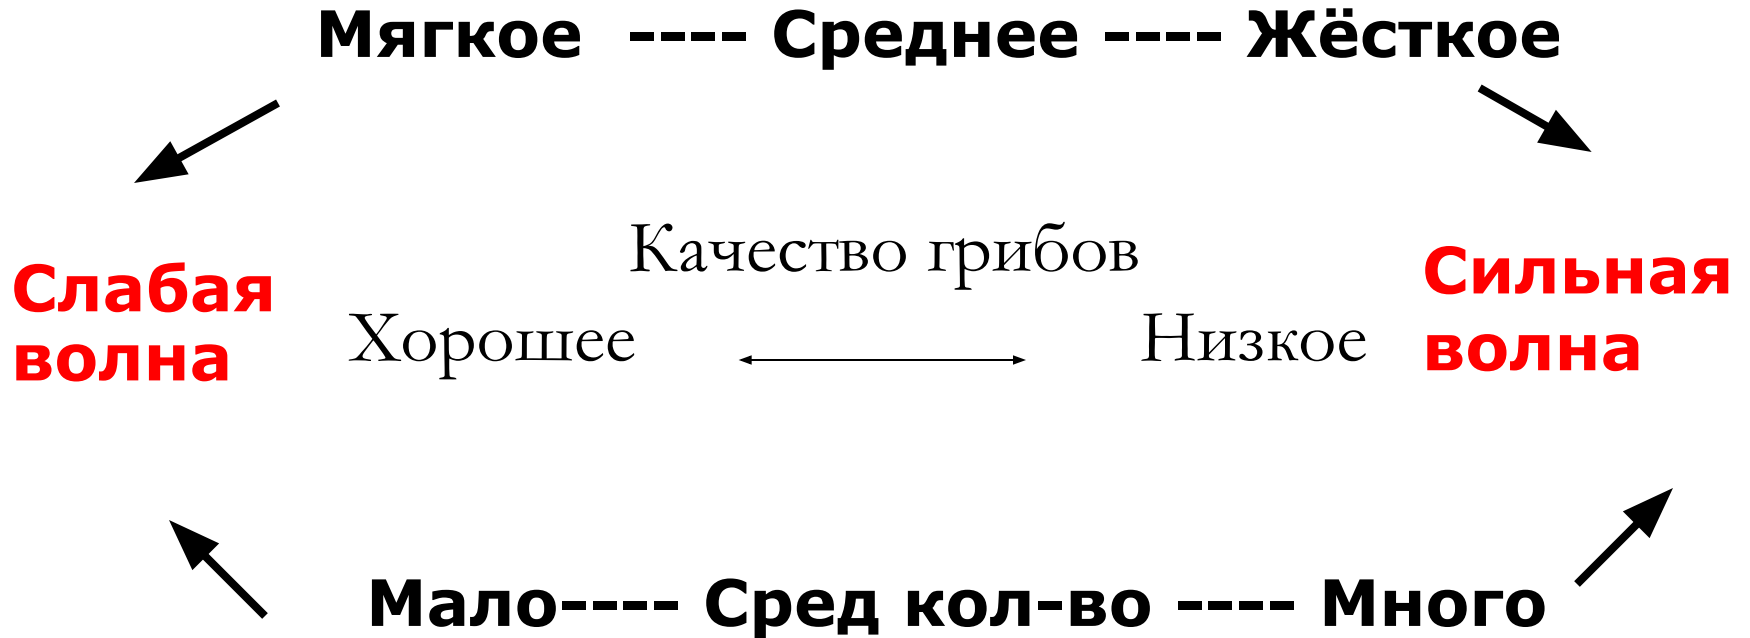 Мягкое ---- Среднее ---- Жёсткое
Качество грибов
Слабая
волна
Хорошее
Низкое
Сильная
волна
Мало---- Сред кол-во ---- Много